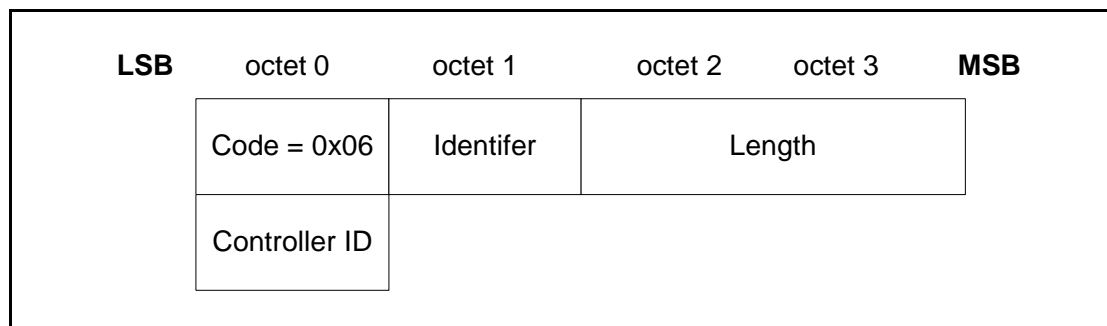 LSB octet 0 octet 1 octet 2 octet 3 MSB
Code = 0x06 Identifer Length
Controller ID